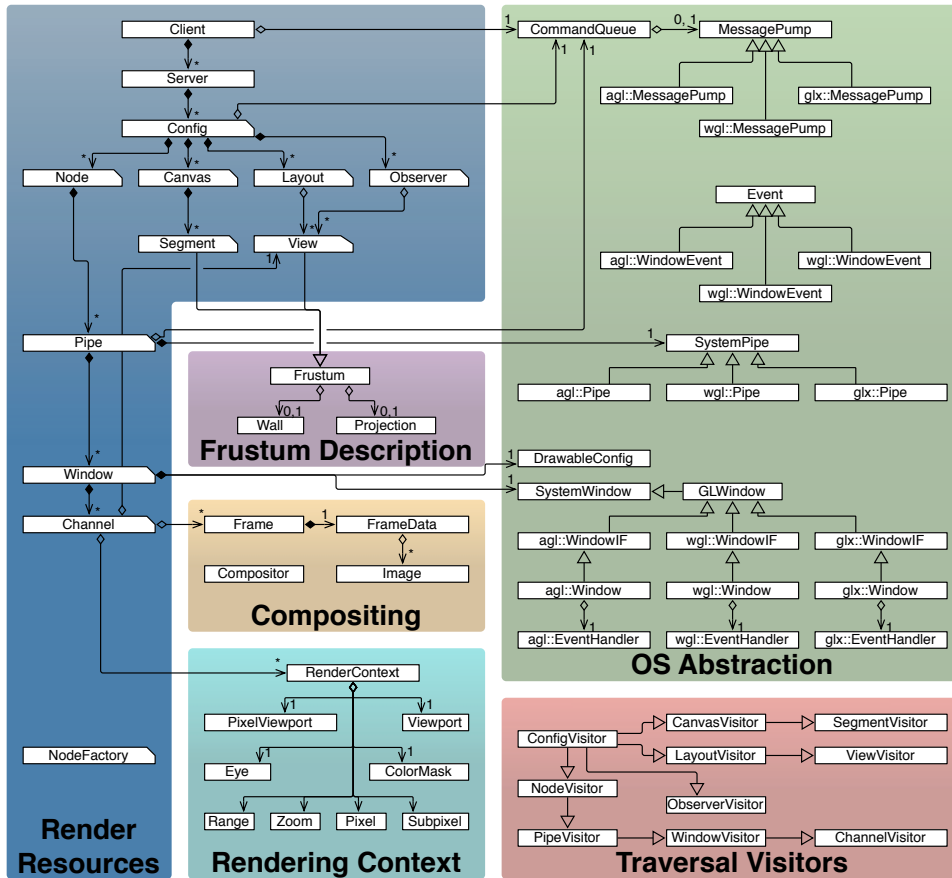 Client
1
CommandQueue
0, 1
MessagePump
*
1
1
Server
*
agl::MessagePump
glx::MessagePump
Config
wgl::MessagePump
*
*
*
*
Node
Canvas
Layout
Observer
Event
*
*
*
Segment
View
1
agl::WindowEvent
wgl::WindowEvent
wgl::WindowEvent
*
1
Pipe
SystemPipe
Frustum
agl::Pipe
wgl::Pipe
glx::Pipe
0,1
0,1
Wall
Projection
Frustum Description
*
1
DrawableConfig
Window
1
SystemWindow
GLWindow
*
Channel
*
Frame
1
FrameData
agl::WindowIF
wgl::WindowIF
glx::WindowIF
*
Compositor
Image
agl::Window
wgl::Window
glx::Window
Compositing
1
1
1
agl::EventHandler
wgl::EventHandler
glx::EventHandler
OS Abstraction
*
RenderContext
1
1
PixelViewport
Viewport
1
1
Eye
ColorMask
Range
Zoom
Pixel
Subpixel
Rendering Context
NodeFactory
Render
Resources
ConfigVisitor
CanvasVisitor
SegmentVisitor
LayoutVisitor
ViewVisitor
NodeVisitor
ObserverVisitor
PipeVisitor
WindowVisitor
ChannelVisitor
Traversal Visitors